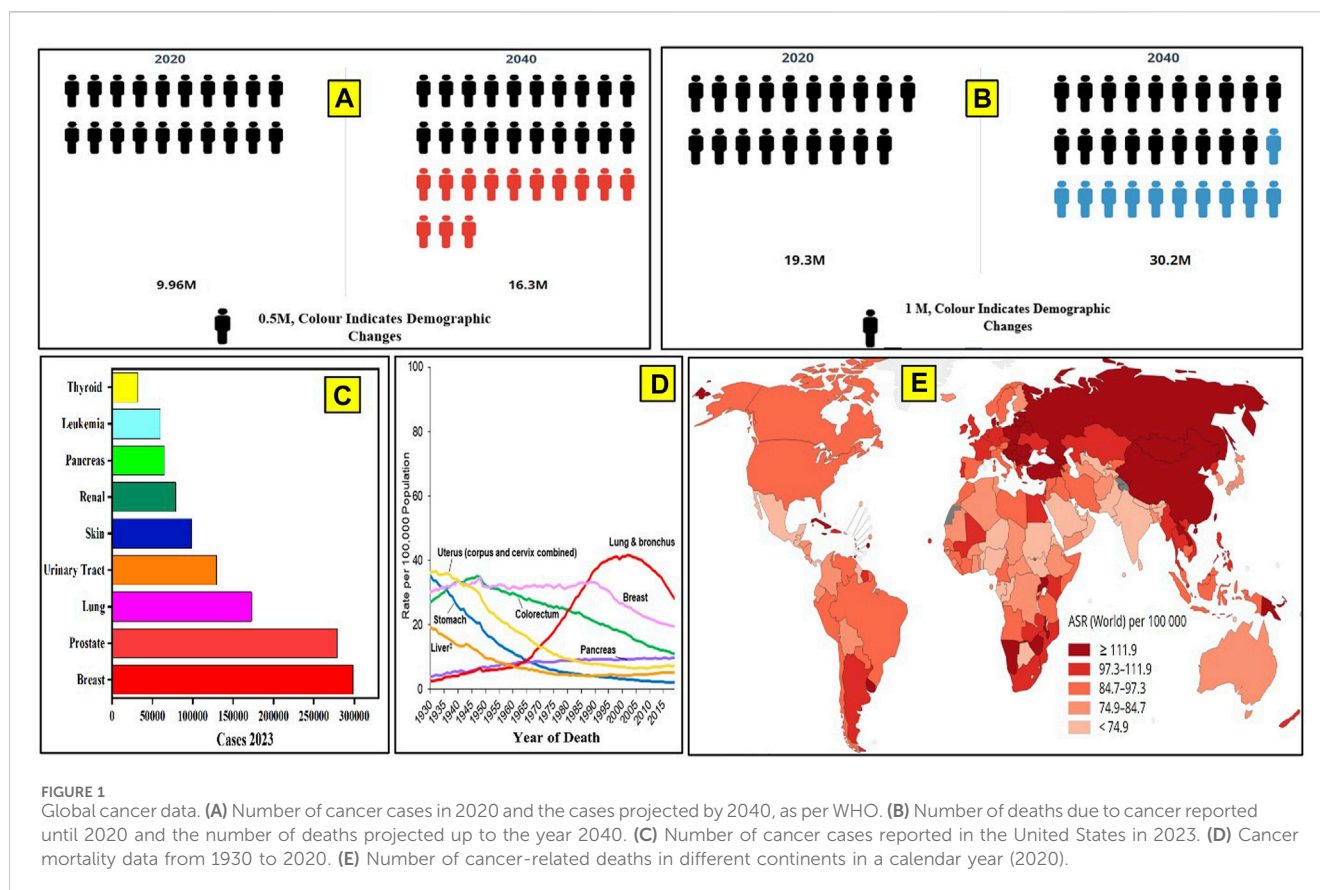 2020
2040
A
9.96M
16.3M
0.5M, Colour Indicates Demographic
Changes
2020
2040
B
19.3M
30.2M
1 M, Colour Indicates Demographic
Changes
C
Thyroid
Leukemia
Pancreas
Renal
Skin
Urinary Tract
Lung
Prostate
Breast
0 50000 100000 150000 200000 250000 300000
Cases 2023
D
Rate per 100,000 Population
100
80
60
40
20
0
Uterus (corpus and cervix combined)
Lung & bronchus
Breast
Stomach
Colorectum
Liver‡
Pancreas
1930 1935 1940 1945 1950 1955 1960 1965 1970 1975 1980 1985 1990 1995 2000 2005 2010 2015
Year of Death
E
ASR (World) per 100 000
≥ 111.9
97.3–111.9
84.7–97.3
74.9–84.7
< 74.9
FIGURE 1
Global cancer data. (A) Number of cancer cases in 2020 and the cases projected by 2040, as per WHO. (B) Number of deaths due to cancer reported
until 2020 and the number of deaths projected up to the year 2040. (C) Number of cancer cases reported in the United States in 2023. (D) Cancer
mortality data from 1930 to 2020. (E) Number of cancer-related deaths in different continents in a calendar year (2020).